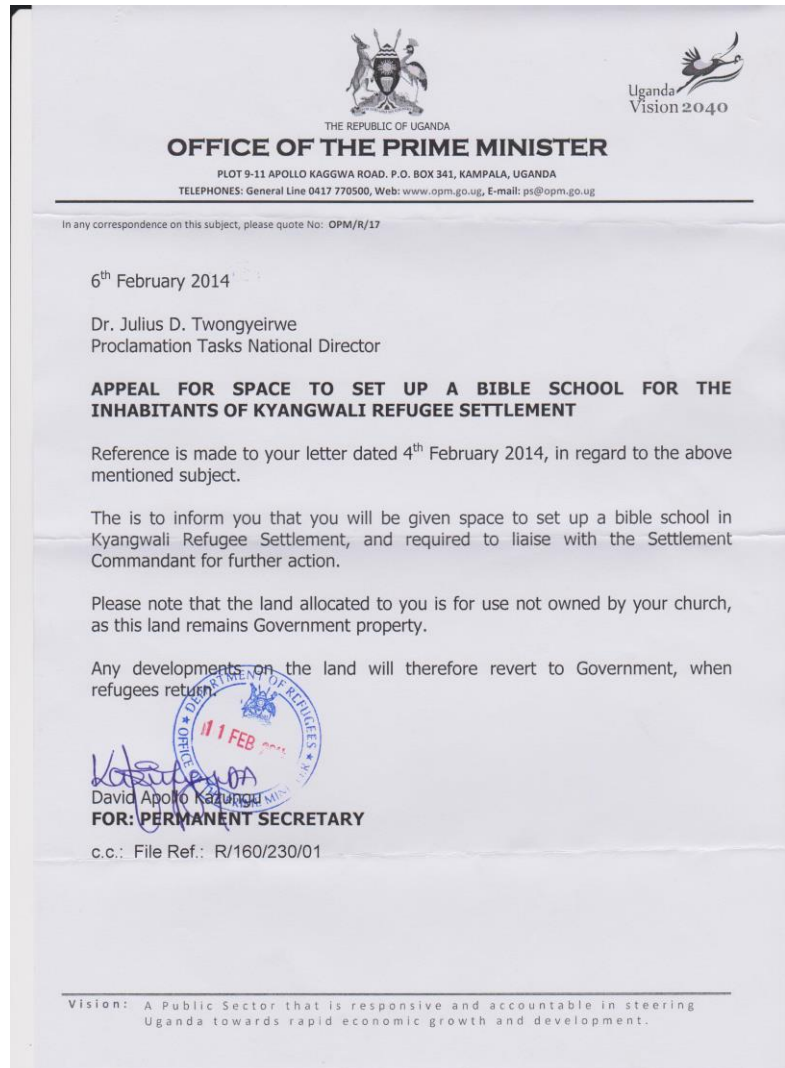 Uganda
Vision 2040
THE REPUBLIC OF UGANDA
OFFICE OF THE PRIME MINISTER
PLOT 9-11 APOLLO KAGGWA ROAD. P.O. BOX 341, KAMPALA, UGANDA
TELEPHONES: General Line 0417 770500, Web: www.opm.go.ug, E-mail: ps@opm.go.ug
In any correspondence on this subject, please quote No: OPM/R/17
6th February 2014
Dr. Julius D. Twongyeirwe
Proclamation Tasks National Director
APPEAL FOR SPACE TO SET UP A BIBLE SCHOOL FOR THE
INHABITANTS OF KYANGWALI REFUGEE SETTLEMENT
Reference is made to your letter dated 4th February 2014, in regard to the above
mentioned subject.
The is to inform you that you will be given space to set up a bible school in
Kyangwali Refugee Settlement, and required to liaise with the Settlement
Commandant for further action.
Please note that the land allocated to you is for use not owned by your church,
as this land remains Government property.
Any developments on the land will therefore revert to Government, when
refugees return.
DEPARTMENT OF REFUGEES
11 FEB
OFFICE PRIME MINISTER
David Apollo Kazungu
FOR: PERMANENT SECRETARY
c.c.: File Ref.: R/160/230/01
Vision: A Public Sector that is responsive and accountable in steering
Uganda towards rapid economic growth and development.